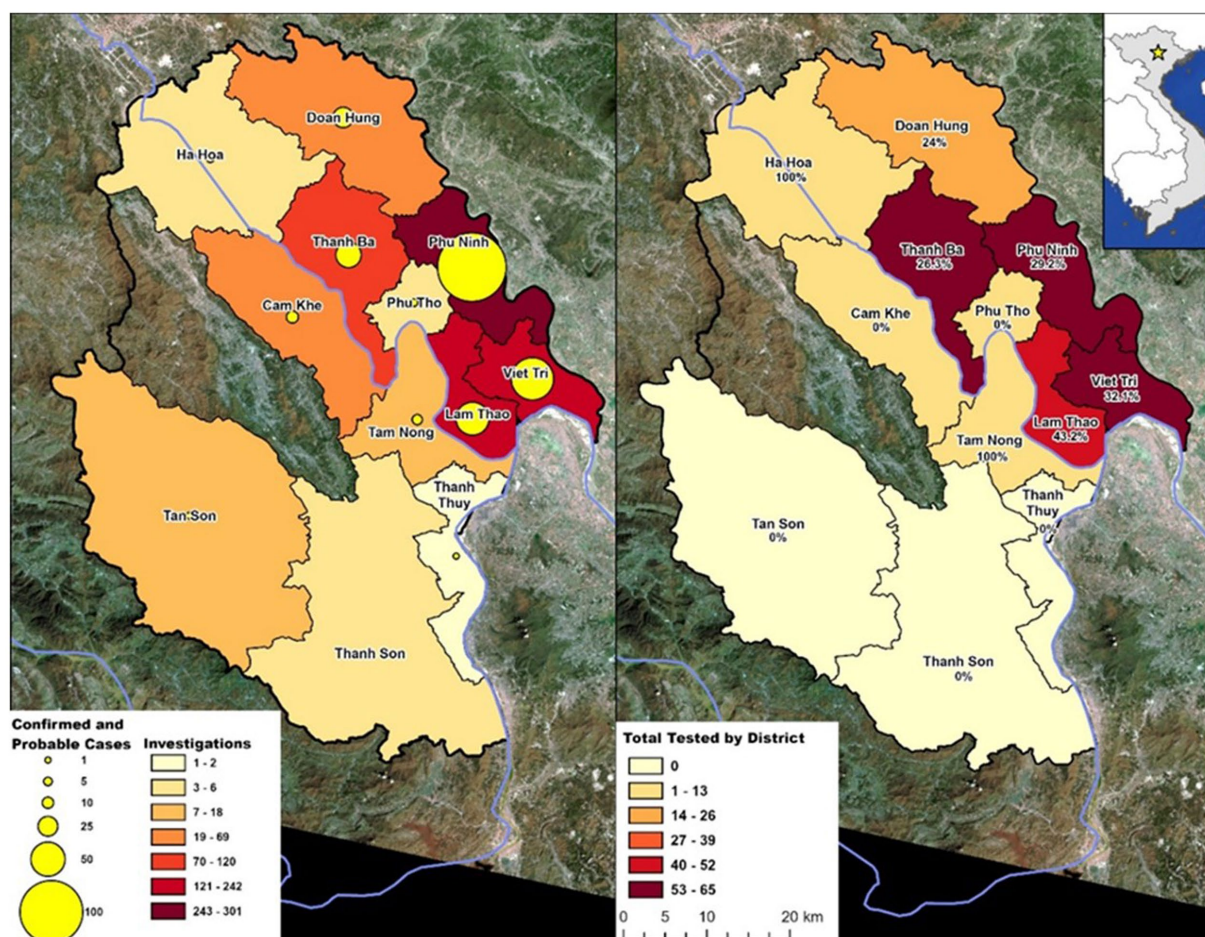 Doan Hung
Ha Hoa
Thanh Ba
Phu Ninh
Cam Khe
Phu Tho
Viet Tri
Lam Thao
Tam Nong
Thanh
Thuy
Tan Son
Thanh Son
Confirmed and
Probable Cases
1
5
10
25
50
100
Investigations
1 - 2
3 - 6
7 - 18
19 - 69
70 - 120
121 - 242
243 - 301
Doan Hung
24%
Ha Hoa
100%
Thanh Ba
26.3%
Phu Ninh
29.2%
Cam Khe
0%
Phu Tho
0%
Viet Tri
32.1%
Lam Thao
43.2%
Tam Nong
100%
Thanh
Thuy
0%
Tan Son
0%
Thanh Son
0%
Total Tested by District
0
1 - 13
14 - 26
27 - 39
40 - 52
53 - 65
0 5 10 20 km